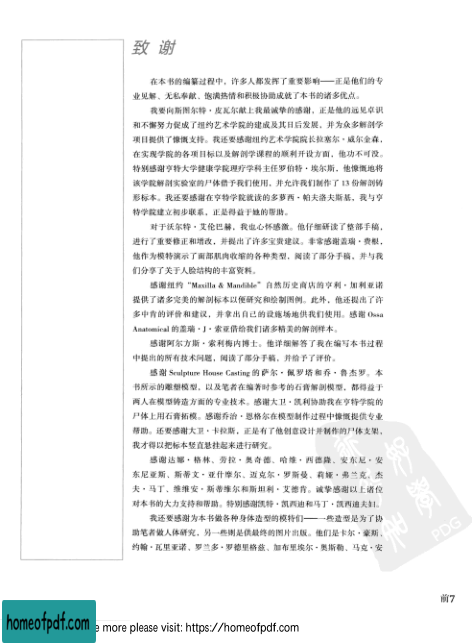 致 谢
在本书的编纂过程中,许多人都发挥了重要影响——正是他们的专
业见解、无私奉献、饱满热情和积极协助成就了本书的诸多优点。
我要向斯图尔特·皮瓦尔献上我最诚挚的感谢,正是他的远见卓识
和不懈努力促成了纽约艺术学院的建成及其日后发展,并为众多解剖学
项目提供了慷慨支持。我还要感谢纽约艺术学院院长拉塞尔·威尔金森,
在实现学院的各项目标以及解剖学课程的顺利开设方面,他功不可没。
特别感谢亨特大学健康学院理疗学科主任罗伯特·埃尔斯,他慷慨地将
该学院解剖实验室的尸体借予我们使用,并允许我们制作了 13 份解剖铸
形标本。我还要感谢在亨特学院就读的多萝西·帕夫洛夫斯基,我与亨
特学院建立初步联系,正是得益于她的帮助。
对于沃尔特·艾伦巴赫,我也心怀感激。他仔细研读了整部手稿,
进行了重要修正和增改,并提出了许多宝贵建议。非常感谢盖瑞·费根,
他作为模特演示了面部肌肉收缩的各种类型,阅读了部分手稿,并与我
们分享了关于人脸结构的丰富资料。
感谢纽约“Maxilla & Mandible”自然历史商店的亨利·加利亚诺
提供了诸多完美的解剖标本以便研究和绘制图例。此外,他还提出了许
多中肯的评价和建议,并拿出自己的设施场地供我们使用。感谢 Ossa
Anatomical 的盖瑞·J·索亚借给我们诸多精美的解剖样本。
感谢阿尔方斯·索利梅内博士。他详细解答了我在编写本书过程
中提出的所有技术问题,阅读了部分手稿,并给予了评价。
感谢 Sculpture House Casting 的萨尔·佩罗塔和乔·鲁杰罗。本
书所示的雕塑模型,以及笔者在编著时参考的石膏解剖模型,都得益于
两人在模型铸造方面的专业技术。感谢大卫·凯利协助我在亨特学院的
尸体上用石膏拓模。感谢乔治·恩格尔在模型制作过程中慷慨提供专业
帮助。还要感谢大卫·卡拉斯,正是有了他创意设计并制作的尸体支架,
我才得以把标本竖直悬挂起来进行研究。
感谢达娜·格林、劳拉·奥奇德、哈维·西德隆、安东尼·安
东尼亚斯、斯蒂文·亚什摩尔、迈克尔·罗斯曼、莉娅·弗兰克、杰
夫·马丁、维维安·斯蒂维尔和斯坦利·艾德肯。诚挚感谢以上诸位
对本书的大力支持和帮助。特别感谢凯特·凯西迪和马丁·凯西迪夫妇。
我还要感谢为本书做各种身体造型的模特们——一些造型是为了协
助笔者做人体研究,另一些则是供最终的图片出版。他们是卡尔·豪斯、
约翰·瓦里亚诺、罗兰多·罗德里格兹、加布里埃尔·奥斯勒、马克·安
前7
homeofpdf.com
e more please visit: https://homeofpdf.com
PDG